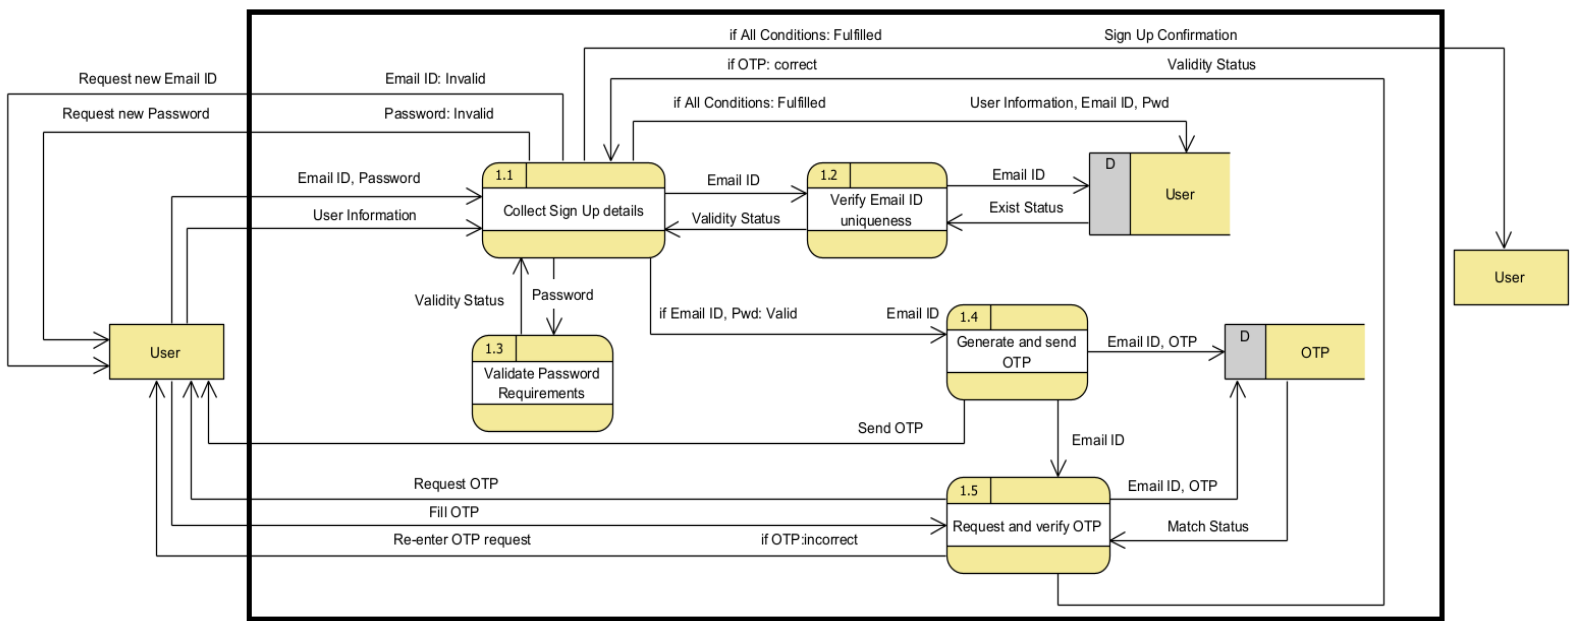 if All Conditions: Fulfilled
Sign Up Confirmation
if OTP: correct
Validity Status
Request new Email ID
Email ID: Invalid
if All Conditions: Fulfilled
User Information, Email ID, Pwd
Request new Password
Password: Invalid
Email ID, Password
User Information
1.1
Collect Sign Up details
Email ID
Validity Status
1.2
Verify Email ID
uniqueness
Email ID
Exist Status
D
User
User
Validity Status
Password
if Email ID, Pwd: Valid
Email ID
1.4
Generate and send
OTP
Email ID, OTP
D
OTP
User
1.3
Validate Password
Requirements
Send OTP
Email ID
Request OTP
1.5
Request and verify OTP
Email ID, OTP
Fill OTP
Match Status
Re-enter OTP request
if OTP:incorrect